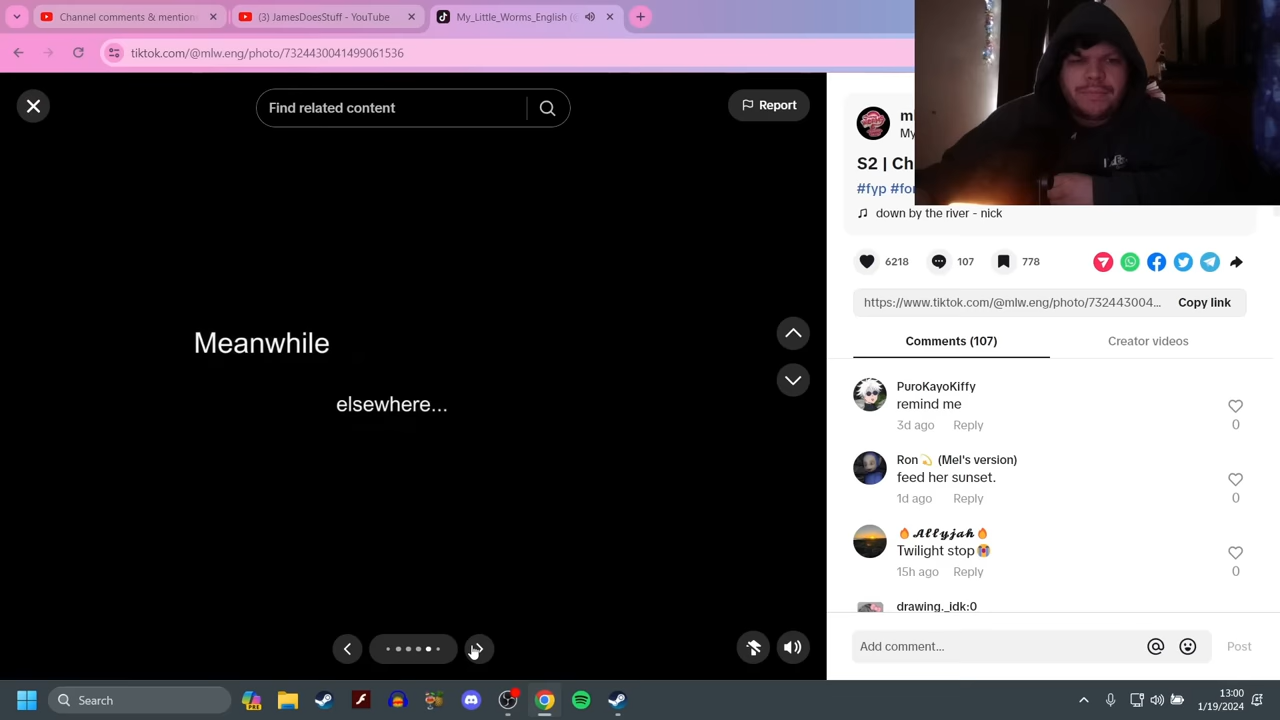 Channel comments & mention
(3) JamesDoesStuff - YouTube
My_Little_Worms_English (
tiktok.com/@mlw.eng/photo/7324430041499061536
Find related content
Report
Meanwhile
elsewhere...
S2 | Ch
#fyp #for
down by the river - nick
6218
107
778
https://www.tiktok.com/@mlw.eng/photo/732443004...
Copy link
Comments (107)
Creator videos
PuroKayoKiffy
remind me
3d ago Reply
0
Ron💫 (Mel's version)
feed her sunset.
1d ago Reply
0
🔥𝓐𝓵𝓵𝔂𝓳𝓪𝓱🔥
Twilight stop😭
15h ago Reply
0
drawing._idk:0
Add comment...
Post
Search
PRE
13:00
1/19/2024